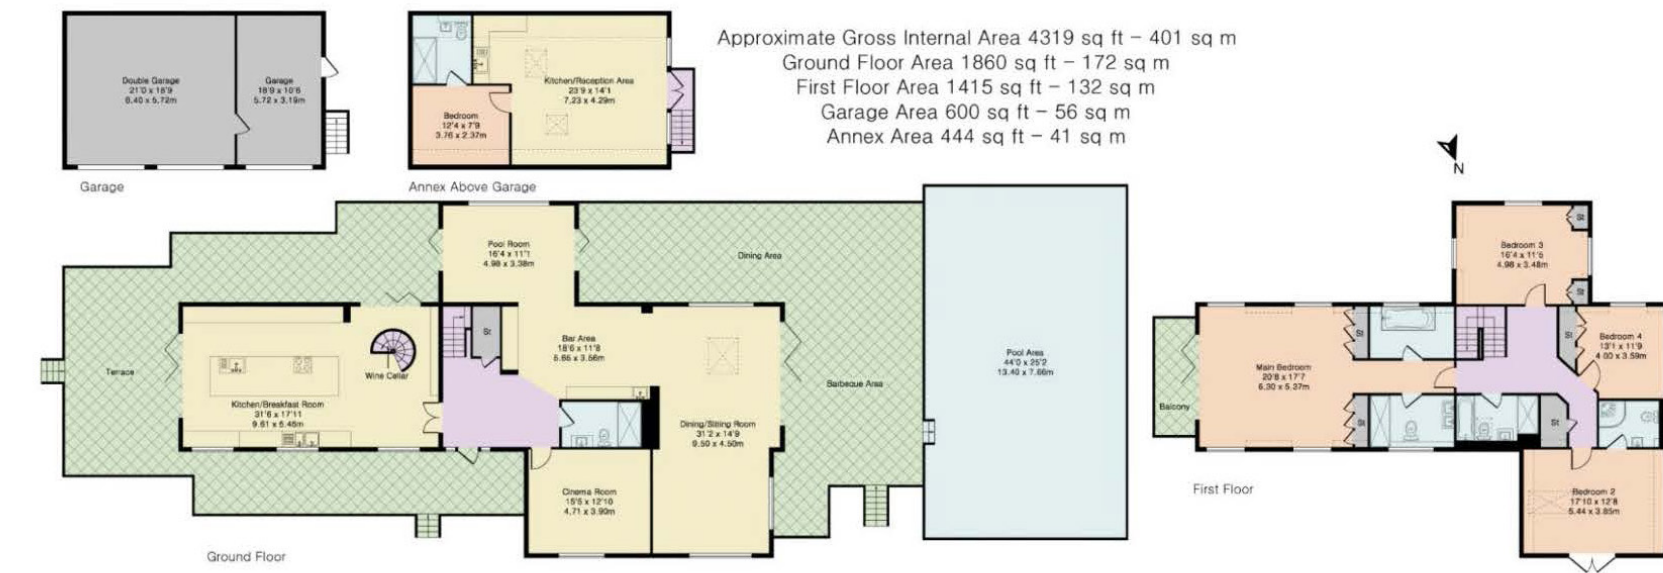 Approximate Gross Internal Area 4319 sq ft - 401 sq m
Ground Floor Area 1860 sq ft - 172 sq m
First Floor Area 1415 sq ft - 132 sq m
Garage Area 600 sq ft - 56 sq m
Annex Area 444 sq ft - 41 sq m
Double Garage
21'0 x 18'9
6.40 x 5.72m
Garage
18'9 x 10'6
5.72 x 3.19m
Garage
Kitchen/Reception Area
23'9 x 14'1
7.23 x 4.29m
Bedroom
12'4 x 7'9
3.76 x 2.37m
Annex Above Garage
N
Pool Room
16'4 x 11'1
4.98 x 3.38m
Dining Area
St
Bar Area
18'6 x 11'8
5.66 x 3.56m
Terrace
Wine Cellar
Kitchen/Breakfast Room
31'6 x 17'11
9.61 x 5.46m
Dining/Sitting Room
31'2 x 14'9
9.50 x 4.50m
Barbeque Area
Pool Area
44'0 x 25'2
13.40 x 7.66m
Cinema Room
15'5 x 12'10
4.71 x 3.90m
Ground Floor
Bedroom 3
16'4 x 11'5
4.98 x 3.48m
St
St
St
St
Bedroom 4
13'1 x 11'9
4.00 x 3.59m
Main Bedroom
20'8 x 17'7
6.30 x 5.37m
Balcony
St
St
Bedroom 2
17'10 x 12'8
5.44 x 3.85m
First Floor